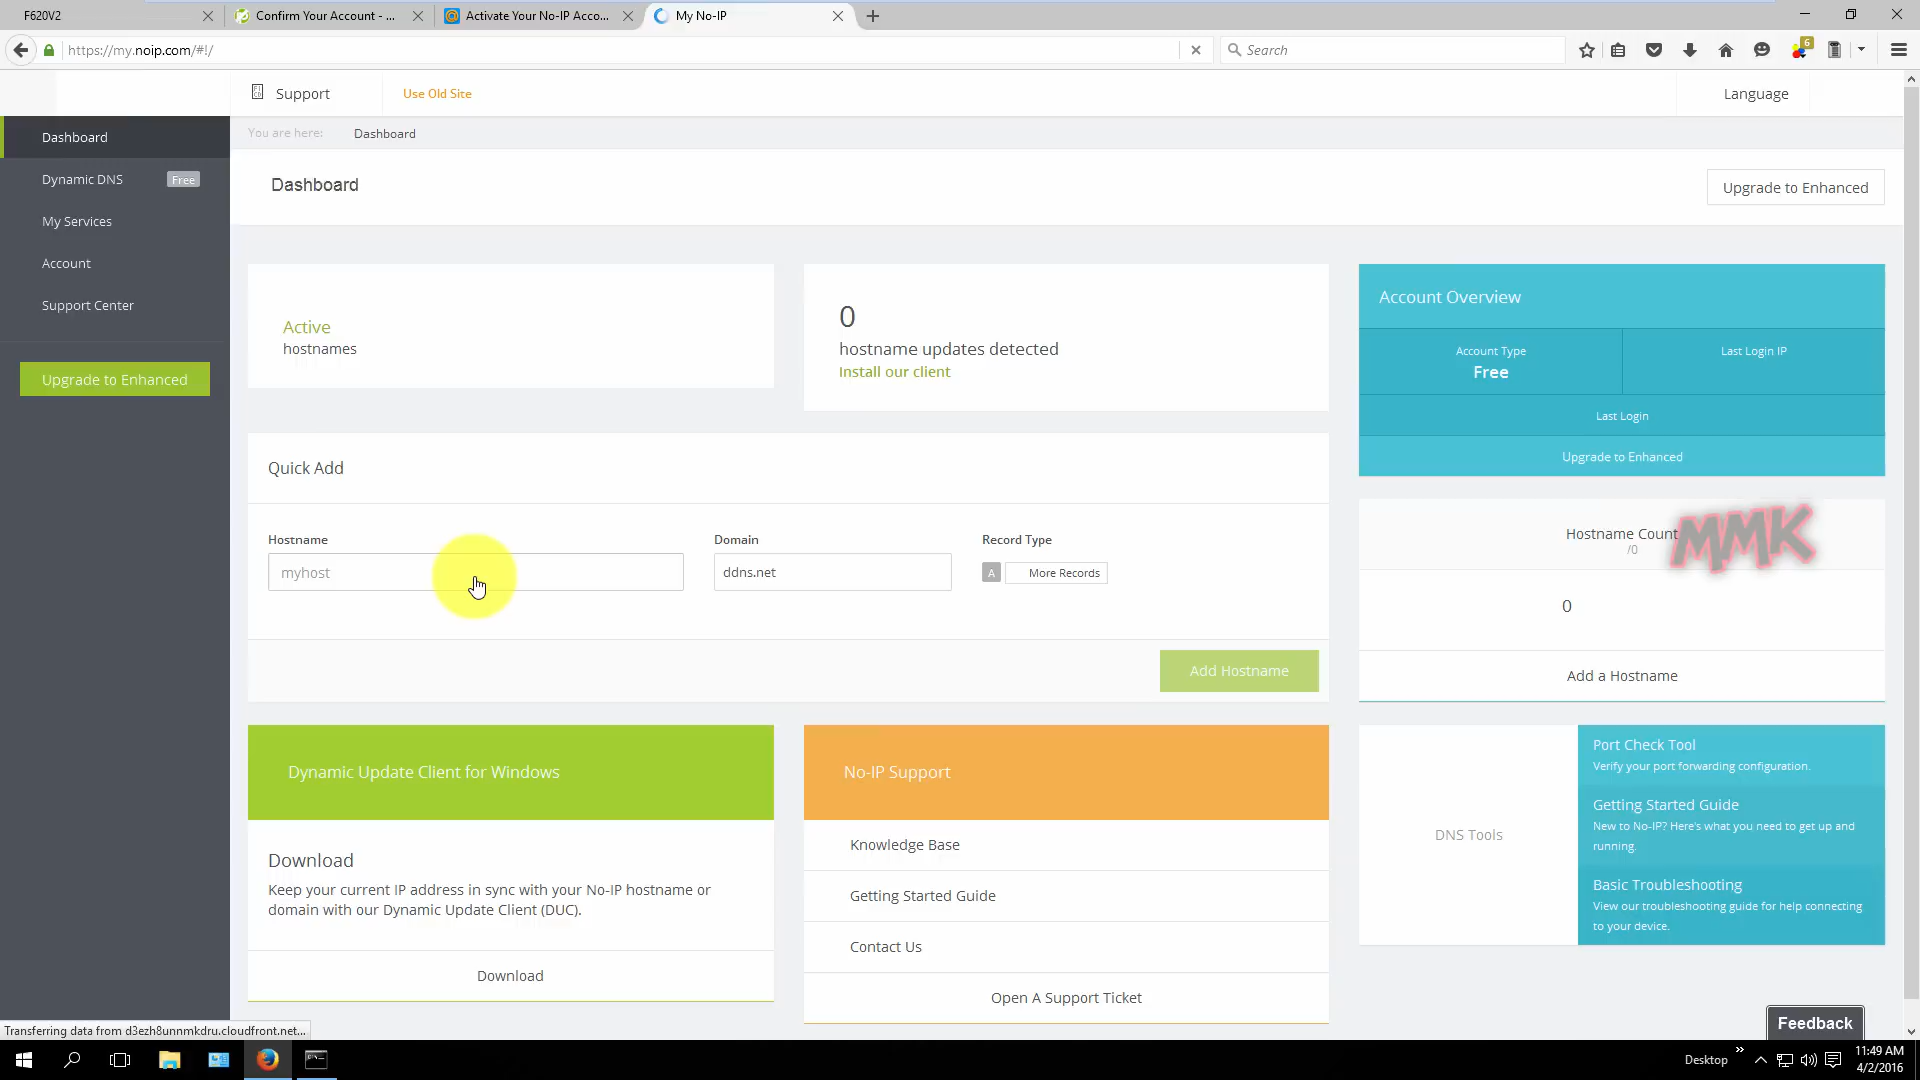 F620V2
Confirm Your Account - ...
Activate Your No-IP Acco...
My No-IP
https://my.noip.com/#!/
Search
6
Support
Use Old Site
Language
Dashboard
Dynamic DNS
Free
My Services
Account
Support Center
Upgrade to Enhanced
You are here:
Dashboard
Dashboard
Upgrade to Enhanced
Active
hostnames
0
hostname updates detected
Install our client
Account Overview
Account Type
Free
Last Login IP
Last Login
Upgrade to Enhanced
Quick Add
Hostname
myhost
Domain
ddns.net
Record Type
A
More Records
Add Hostname
Hostname Count
/0
MMK
0
Add a Hostname
Dynamic Update Client for Windows
Download
Keep your current IP address in sync with your No-IP hostname or
domain with our Dynamic Update Client (DUC).
Download
No-IP Support
Knowledge Base
Getting Started Guide
Contact Us
Open A Support Ticket
DNS Tools
Port Check Tool
Verify your port forwarding configuration.
Getting Started Guide
New to No-IP? Here's what you need to get up and
running.
Basic Troubleshooting
View our troubleshooting guide for help connecting
to your device.
Feedback
Transferring data from d3ezh8unnmkdru.cloudfront.net...
Desktop
11:49 AM
4/2/2016